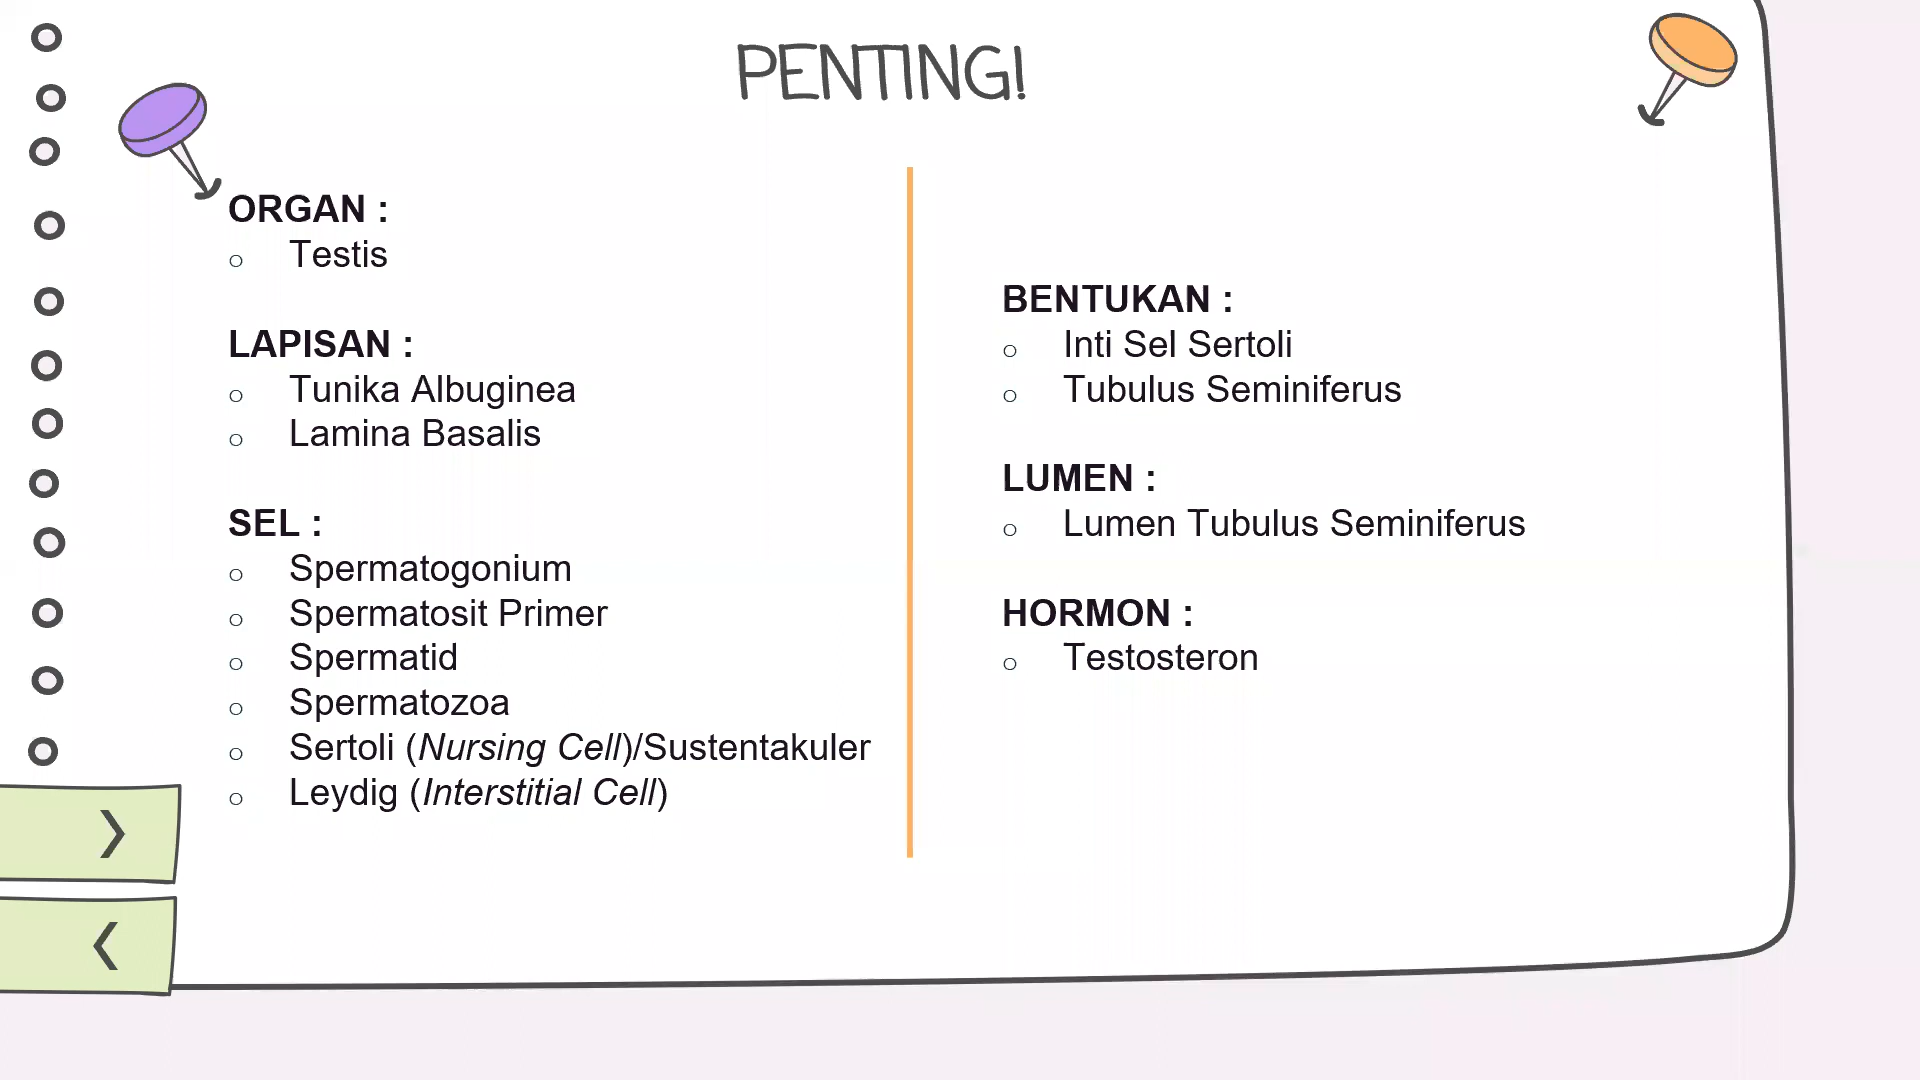 PENTING!
ORGAN :
o Testis
LAPISAN :
o Tunika Albuginea
o Lamina Basalis
SEL :
o Spermatogonium
o Spermatosit Primer
o Spermatid
o Spermatozoa
o Sertoli (Nursing Cell)/Sustentakuler
o Leydig (Interstitial Cell)
BENTUKAN :
o Inti Sel Sertoli
o Tubulus Seminiferus
LUMEN :
o Lumen Tubulus Seminiferus
HORMON :
o Testosteron